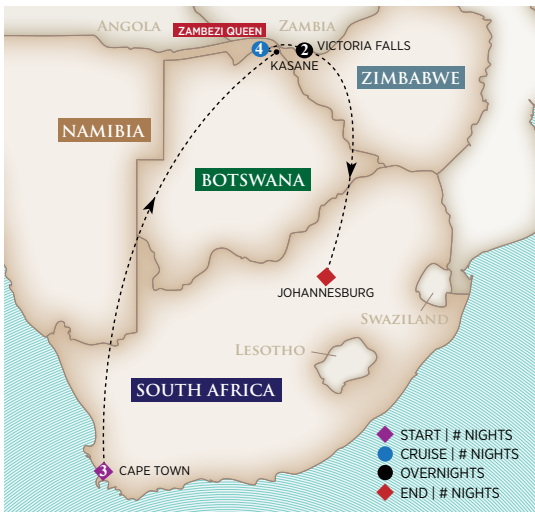 ANGOLA
ZAMBIA
ZAMBEZI QUEEN
4
2
VICTORIA FALLS
KASANE
ZIMBABWE
NAMIBIA
BOTSWANA
JOHANNESBURG
SWAZILAND
LESOTHO
SOUTH AFRICA
3
CAPE TOWN
START | # NIGHTS
CRUISE | # NIGHTS
OVERNIGHTS
END | # NIGHTS